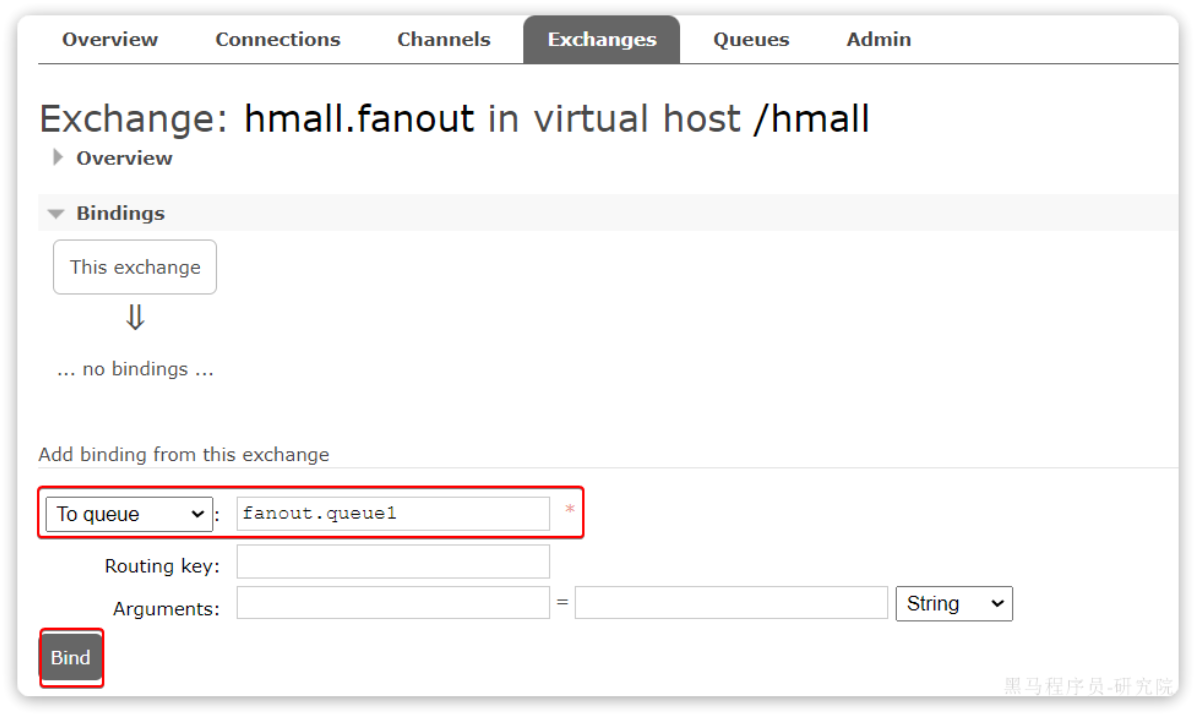 Overview Connections Channels Exchanges Queues Admin
Exchange: hmall.fanout in virtual host /hmall
Overview
Bindings
This exchange
⇓
... no bindings ...
Add binding from this exchange
To queue : fanout.queue1 *
Routing key:
Arguments: = String
Bind
黑马程序员-研究院